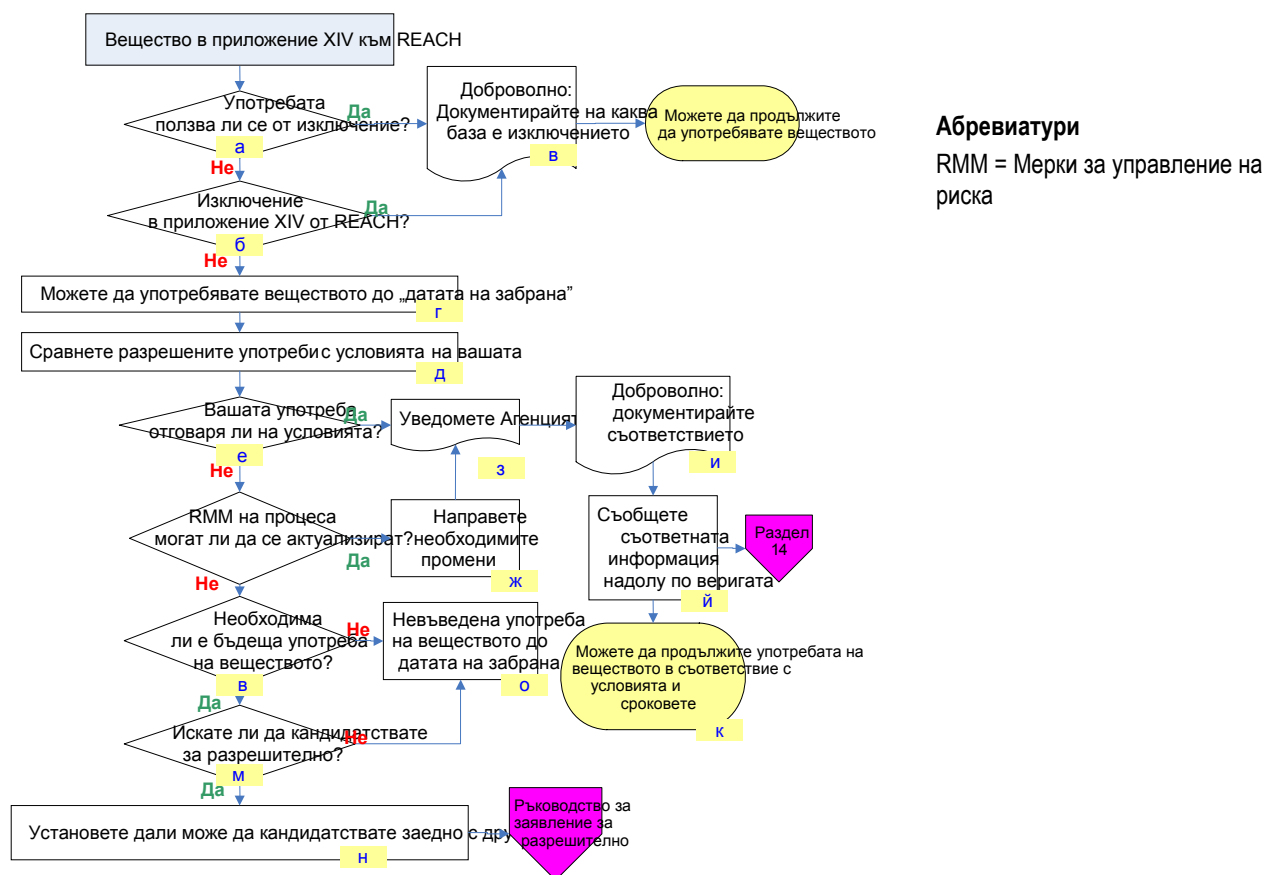 Вещество в приложение XIV към REACH
Употребата
ползва ли се от изключение?
а
Да
Не
Доброволно:
Документирайте на каква
база е изключението
в
Можете да продължите
да употребявате веществото
Абревиатури
RMM = Мерки за управление на
риска
Изключение
в приложение XIV от REACH?
б
Да
Не
Можете да употребявате веществото до „датата на забрана”
г
Сравнете разрешените употреби с условията на вашата
д
Вашата употреба
отговаря ли на условията?
е
Да
Не
Уведомете Агенцият
з
Доброволно:
документирайте
съответствието
и
RMM на процеса
могат ли да се актуализират?
Да
Не
Направете
необходимите
промени
ж
Съобщете
съответната
информация
надолу по веригата
й
Раздел
14
Необходима
ли е бъдеща употреба
на веществото?
в
Не
Да
Невъведена употреба
на веществото до
датата на забрана
о
Можете да продължите употребата на
веществото в съответствие с
условията и
сроковете
к
Искате ли да кандидатствате
за разрешително?
м
Не
Да
Установете дали може да кандидатствате заедно с дру
н
Ръководство за
заявление за
разрешително